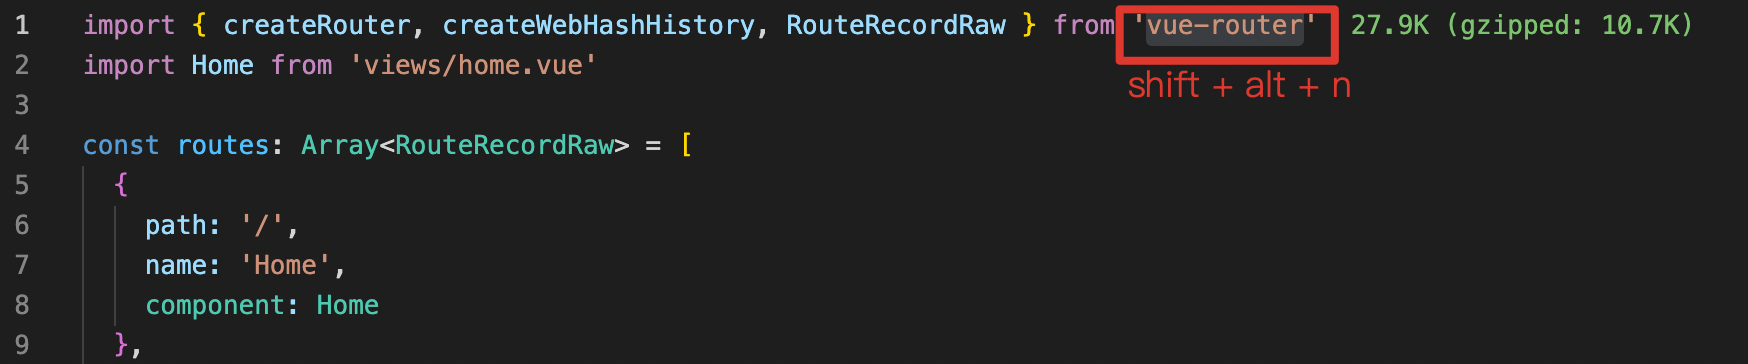 1 import { createRouter, createWebHashHistory, RouteRecordRaw } from 'vue-router' 27.9K (gzipped: 10.7K)
2 import Home from 'views/home.vue'
shift + alt + n
3
4 const routes: Array<RouteRecordRaw> = [
5 {
6 path: '/',
7 name: 'Home',
8 component: Home
9 },